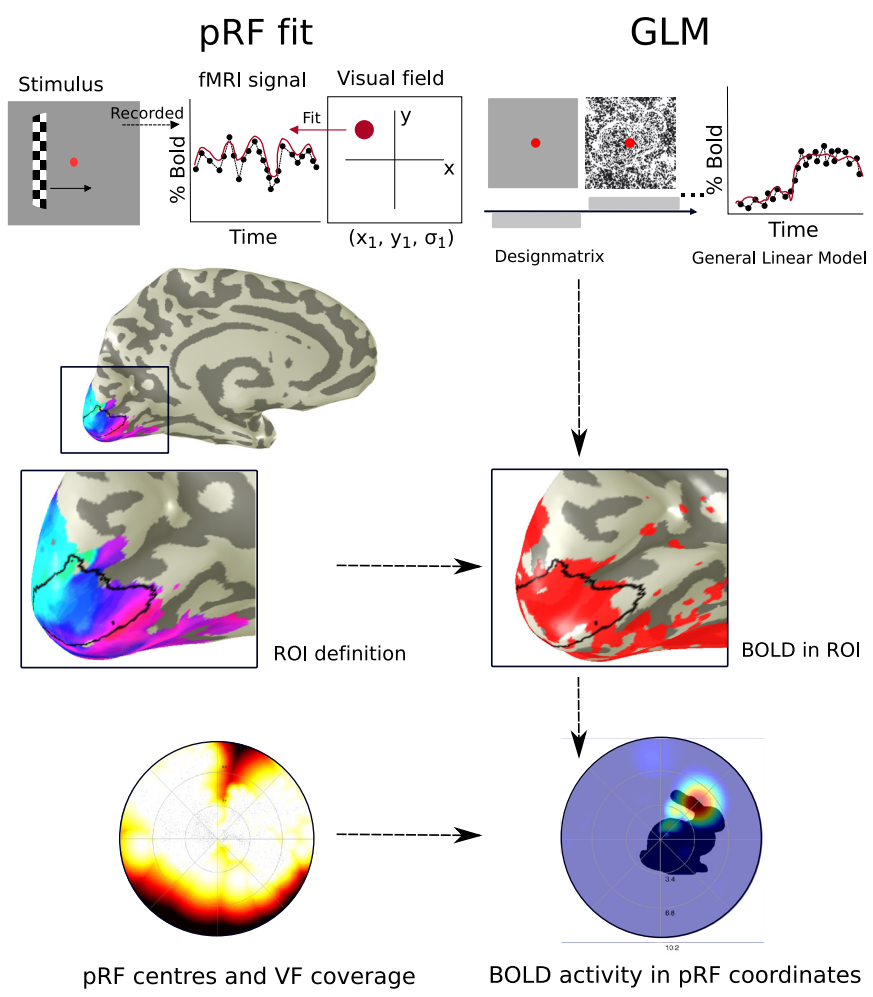 pRF fit
GLM
Stimulus
fMRI signal
Visual field
Recorded
Fit
y
x
% Bold
Time
(x₁, y₁, σ₁)
% Bold
Time
Designmatrix
General Linear Model
ROI definition
BOLD in ROI
3.4
6.8
10.2
pRF centres and VF coverage
BOLD activity in pRF coordinates